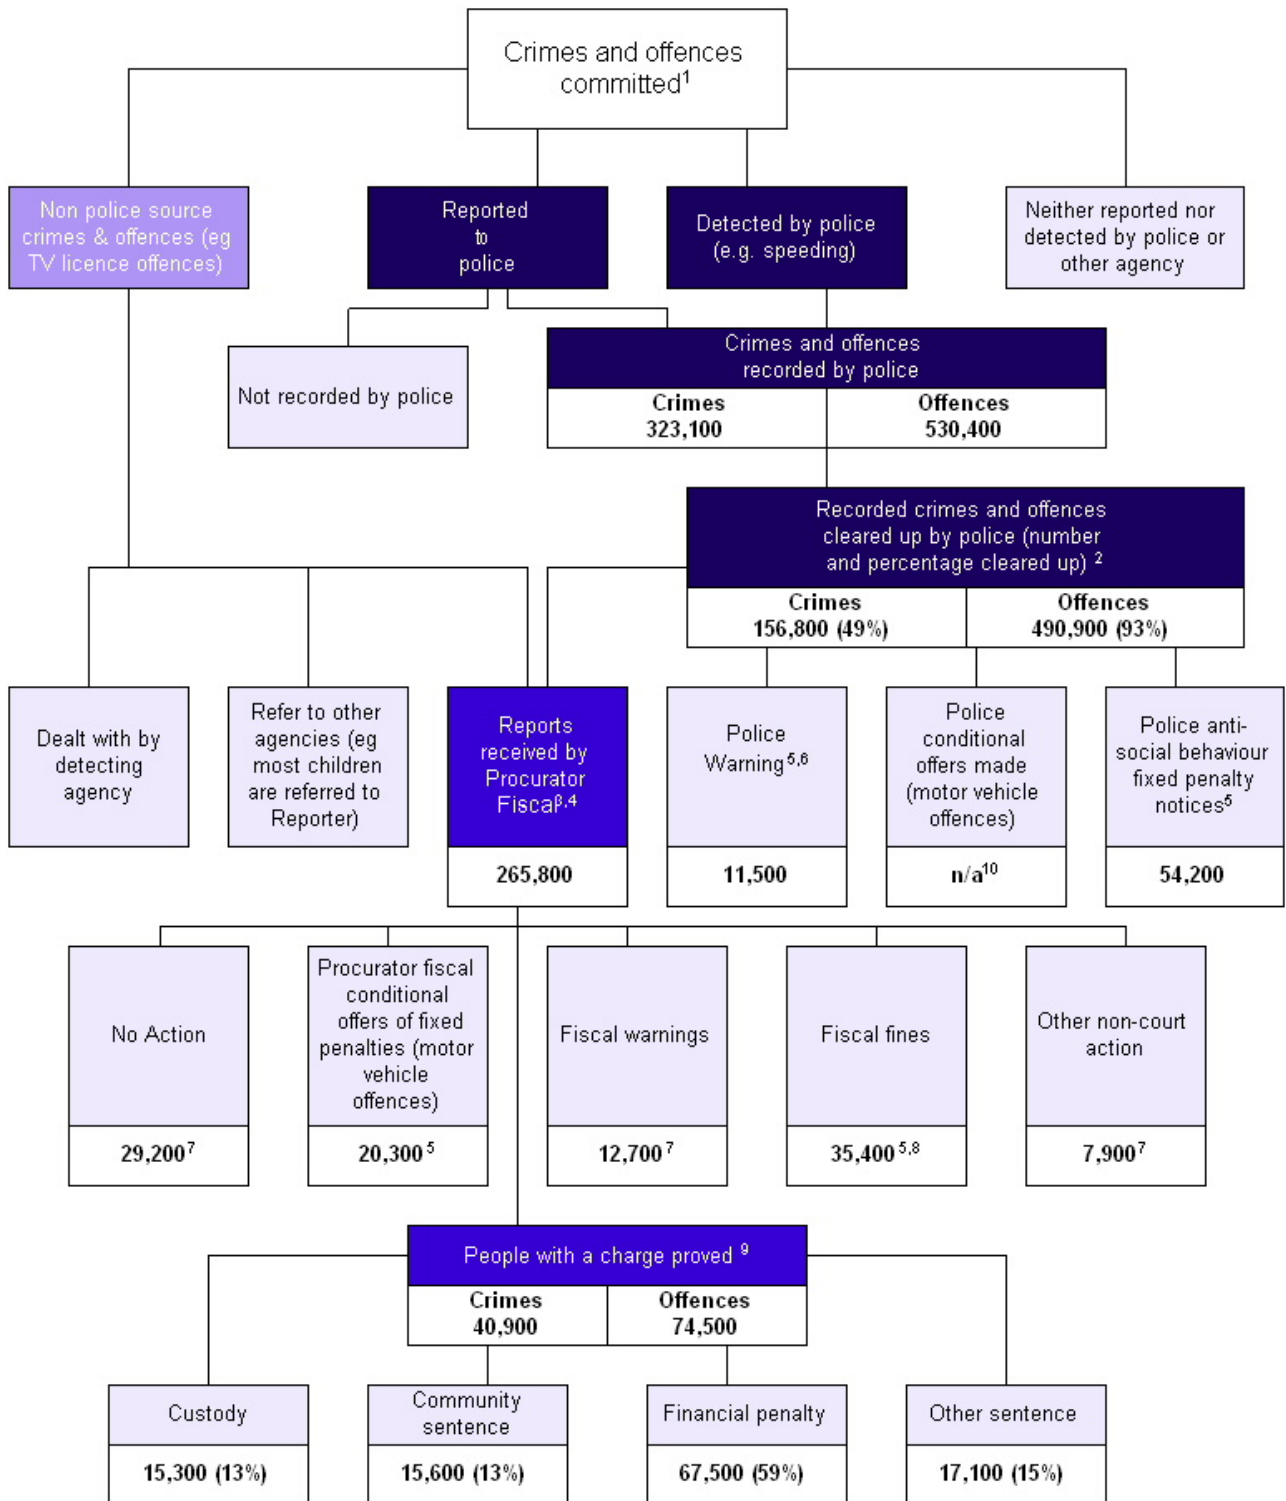 Crimes and offences
committed¹
Non police source
crimes & offences (eg
TV licence offences)
Reported
to
police
Detected by police
(e.g. speeding)
Neither reported nor
detected by police or
other agency
Not recorded by police
Crimes and offences
recorded by police
Crimes
323,100
Offences
530,400
Recorded crimes and offences
cleared up by police (number
and percentage cleared up) ²
Crimes
156,800 (49%)
Offences
490,900 (93%)
Dealt with by
detecting
agency
Refer to other
agencies (eg
most children
are referred to
Reporter)
Reports
received by
Procurator
Fiscaβ,4
265,800
Police
Warning⁵,⁶
11,500
Police
conditional
offers made
(motor vehicle
offences)
n/a¹⁰
Police anti-
social behaviour
fixed penalty
notices⁵
54,200
No Action
29,200⁷
Procurator fiscal
conditional
offers of fixed
penalties (motor
vehicle
offences)
20,300⁵
Fiscal warnings
12,700⁷
Fiscal fines
35,400⁵,⁸
Other non-court
action
7,900⁷
People with a charge proved ⁹
Crimes
40,900
Offences
74,500
Custody
15,300 (13%)
Community
sentence
15,600 (13%)
Financial penalty
67,500 (59%)
Other sentence
17,100 (15%)